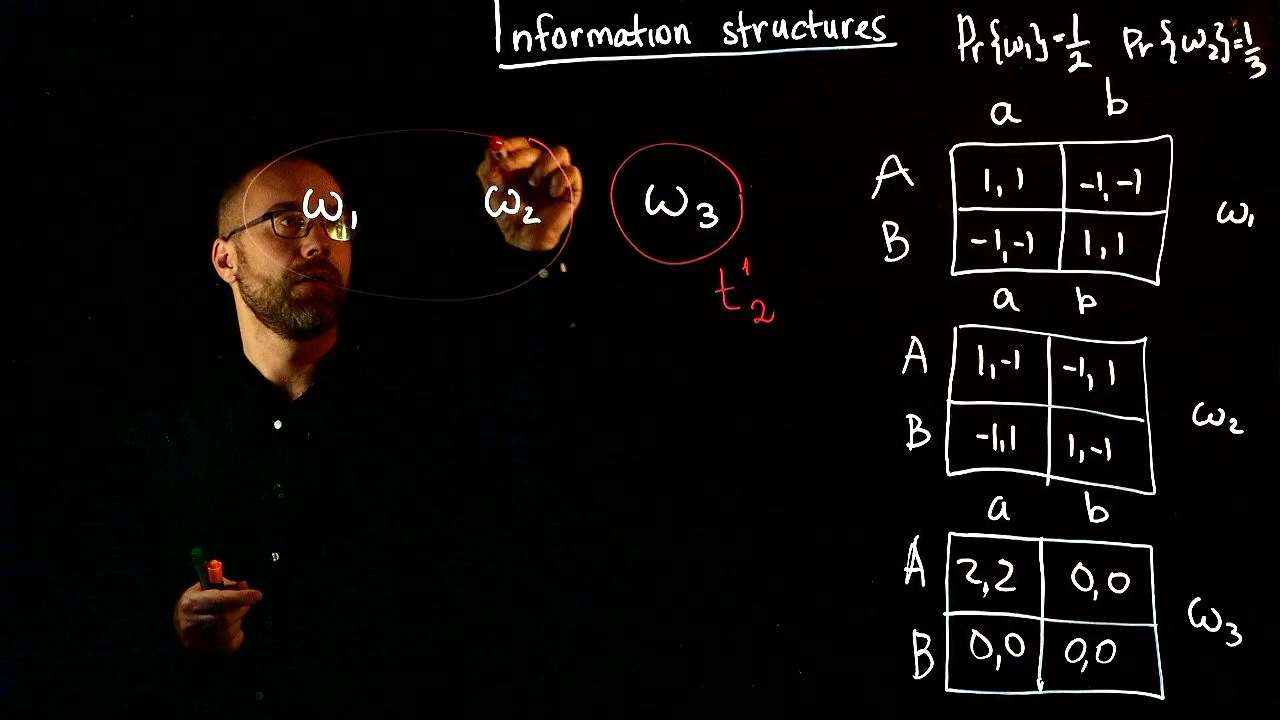 Information structures
Pr{ω₁}=1/2 Pr{ω₂}=1/3
ω₁ ω₂ ω₃
t₂¹
a b
A 1,1 -1,-1
B -1,-1 1,1
ω₁
a b
A 1,-1 -1,1
B -1,1 1,-1
ω₂
a b
A 2,2 0,0
B 0,0 0,0
ω₃